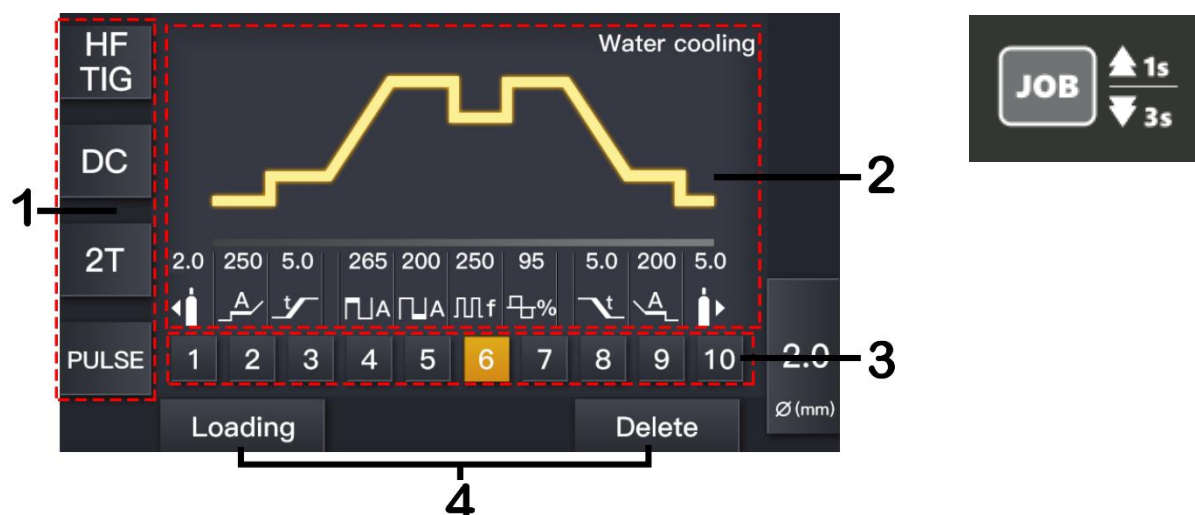 HF
TIG
DC
2T
PULSE
Water cooling
2.0 250 5.0 265 200 250 95 5.0 200 5.0
A t A A f % t A
1 2 3 4 5 6 7 8 9 10
2.0
Ø (mm)
Loading Delete
1
2
3
4
JOB 1s
3s